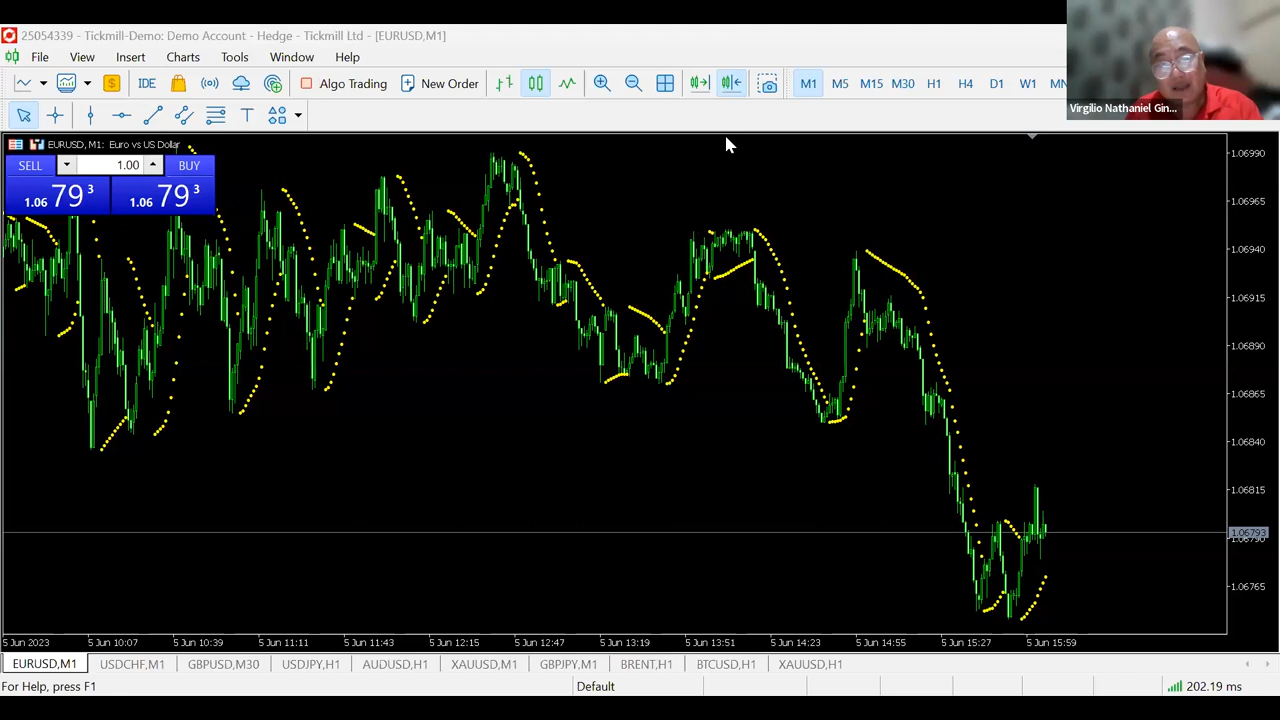 25054339 - Tickmill-Demo: Demo Account - Hedge - Tickmill Ltd - [EURUSD,M1]
File View Insert Charts Tools Window Help
IDE Algo Trading New Order M1 M5 M15 M30 H1 H4 D1 W1 MN
Virgilio Nathaniel Gin...
EURUSD, M1: Euro vs US Dollar
SELL 1.00 BUY
1.06 79 3 1.06 79 3
1.06990
1.06965
1.06940
1.06915
1.06890
1.06865
1.06840
1.06815
1.06793
1.06790
1.06765
5 Jun 2023 5 Jun 10:07 5 Jun 10:39 5 Jun 11:11 5 Jun 11:43 5 Jun 12:15 5 Jun 12:47 5 Jun 13:19 5 Jun 13:51 5 Jun 14:23 5 Jun 14:55 5 Jun 15:27 5 Jun 15:59
EURUSD,M1 USDCHF,M1 GBPUSD,M30 USDJPY,H1 AUDUSD,H1 XAUUSD,M1 GBPJPY,M1 BRENT,H1 BTCUSD,H1 XAUUSD,H1
For Help, press F1 Default 202.19 ms